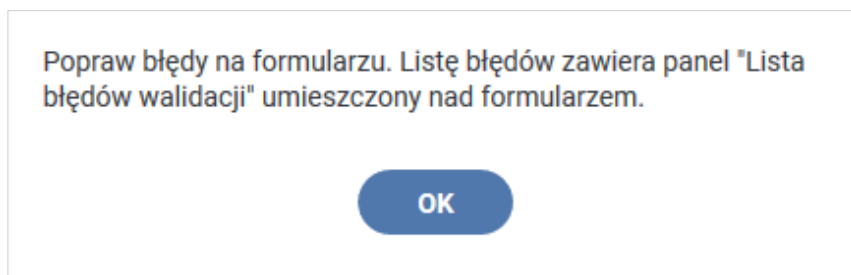 Popraw błędy na formularzu. Listę błędów zawiera panel "Lista
błędów walidacji" umieszczony nad formularzem.
OK